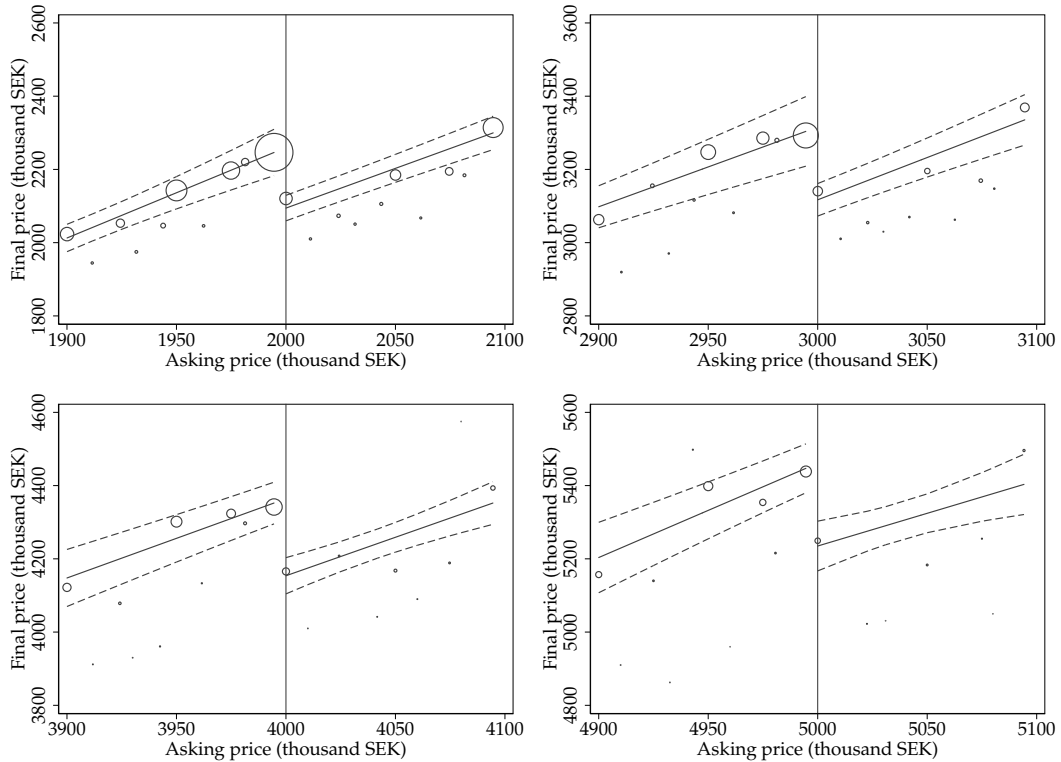 Final price (thousand SEK)
1800 2000 2200 2400 2600
1900 1950 2000 2050 2100
Asking price (thousand SEK)
Final price (thousand SEK)
2800 3000 3200 3400 3600
2900 2950 3000 3050 3100
Asking price (thousand SEK)
Final price (thousand SEK)
3800 4000 4200 4400 4600
3900 3950 4000 4050 4100
Asking price (thousand SEK)
Final price (thousand SEK)
4800 5000 5200 5400 5600
4900 4950 5000 5050 5100
Asking price (thousand SEK)